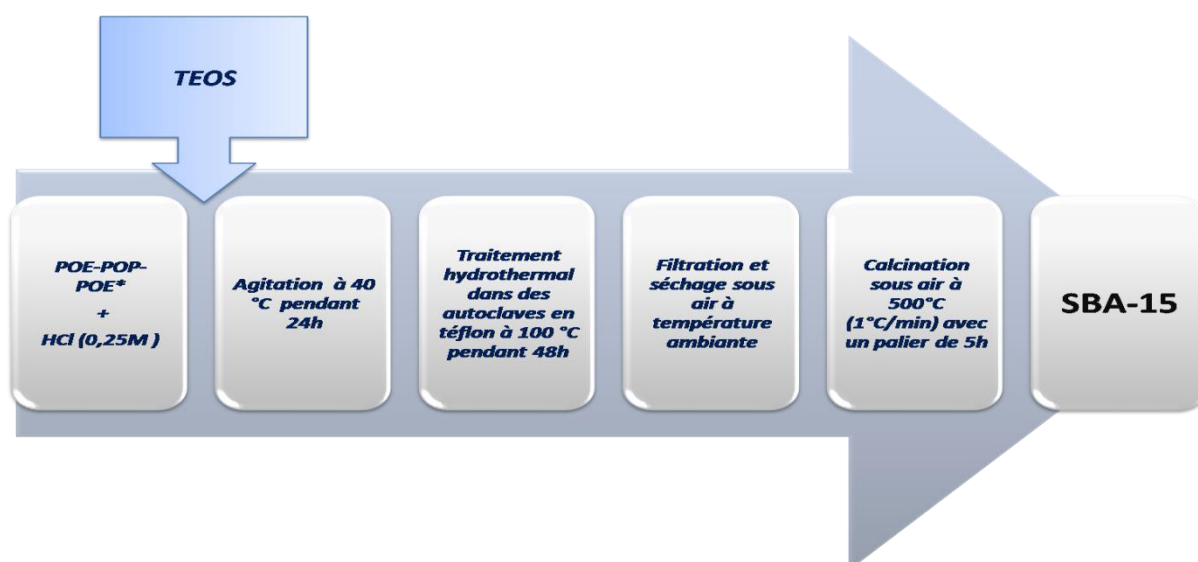 TEOS
POE-POP-
POE*
+
HCl (0,25M )
Agitation à 40
°C pendant
24h
Traitement
hydrothermal
dans des
autoclaves en
téflon à 100 °C
pendant 48h
Filtration et
séchage sous
air à
température
ambiante
Calcination
sous air à
500°C
(1°C/min) avec
un palier de 5h
SBA-15